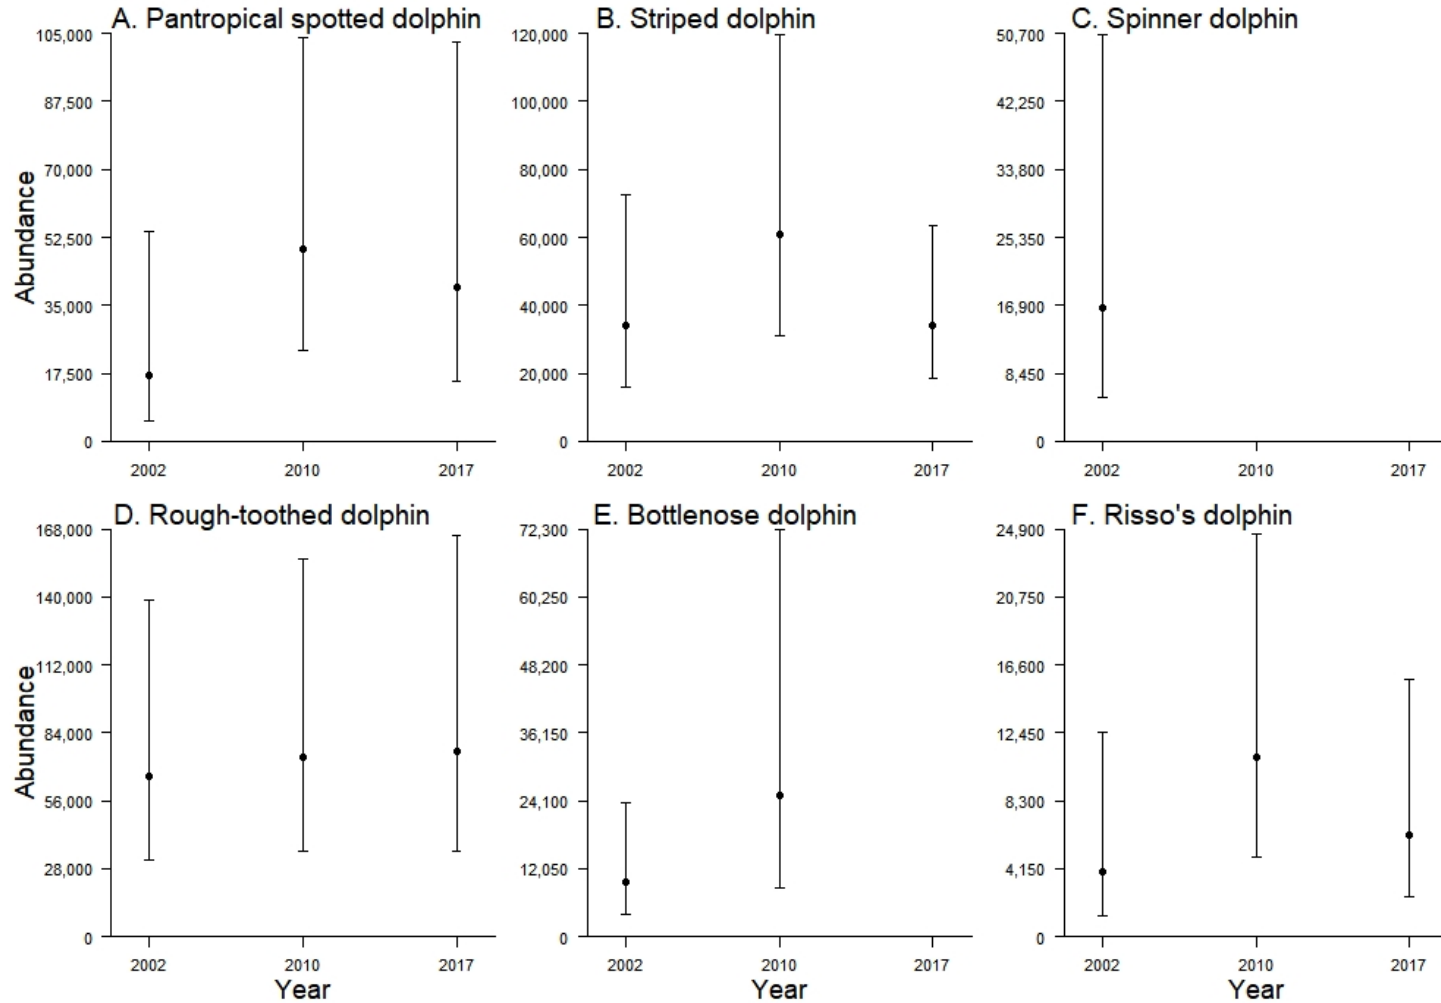 A. Pantropical spotted dolphin
105,000
87,500
70,000
52,500
35,000
17,500
0
Abundance
2002 2010 2017
B. Striped dolphin
120,000
100,000
80,000
60,000
40,000
20,000
0
2002 2010 2017
C. Spinner dolphin
50,700
42,250
33,800
25,350
16,900
8,450
0
2002 2010 2017
D. Rough-toothed dolphin
168,000
140,000
112,000
84,000
56,000
28,000
0
Abundance
2002 2010 2017
Year
E. Bottlenose dolphin
72,300
60,250
48,200
36,150
24,100
12,050
0
2002 2010 2017
Year
F. Risso's dolphin
24,900
20,750
16,600
12,450
8,300
4,150
0
2002 2010 2017
Year